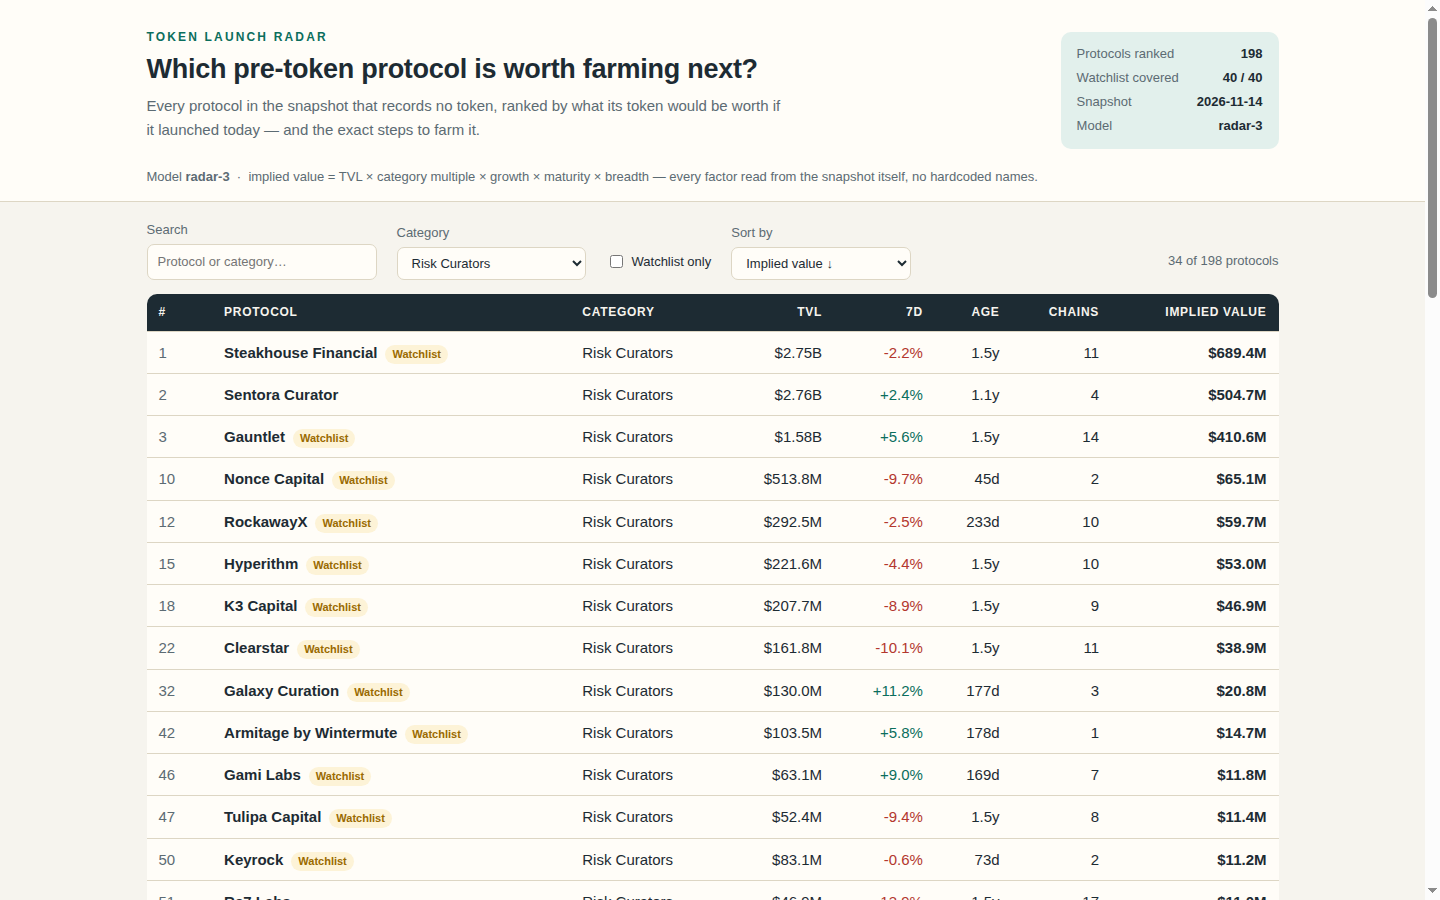 TOKEN LAUNCH RADAR
Which pre-token protocol is worth farming next?
Every protocol in the snapshot that records no token, ranked by what its token would be worth if
it launched today — and the exact steps to farm it.
Protocols ranked 198
Watchlist covered 40 / 40
Snapshot 2026-11-14
Model radar-3
Model radar-3 · implied value = TVL × category multiple × growth × maturity × breadth — every factor read from the snapshot itself, no hardcoded names.
Search
Protocol or category…
Category
Risk Curators
Watchlist only
Sort by
Implied value ↓
34 of 198 protocols
# PROTOCOL CATEGORY TVL 7D AGE CHAINS IMPLIED VALUE
1 Steakhouse Financial Watchlist Risk Curators $2.75B -2.2% 1.5y 11 $689.4M
2 Sentora Curator Risk Curators $2.76B +2.4% 1.1y 4 $504.7M
3 Gauntlet Watchlist Risk Curators $1.58B +5.6% 1.5y 14 $410.6M
10 Nonce Capital Watchlist Risk Curators $513.8M -9.7% 45d 2 $65.1M
12 RockawayX Watchlist Risk Curators $292.5M -2.5% 233d 10 $59.7M
15 Hyperithm Watchlist Risk Curators $221.6M -4.4% 1.5y 10 $53.0M
18 K3 Capital Watchlist Risk Curators $207.7M -8.9% 1.5y 9 $46.9M
22 Clearstar Watchlist Risk Curators $161.8M -10.1% 1.5y 11 $38.9M
32 Galaxy Curation Watchlist Risk Curators $130.0M +11.2% 177d 3 $20.8M
42 Armitage by Wintermute Watchlist Risk Curators $103.5M +5.8% 178d 1 $14.7M
46 Gami Labs Watchlist Risk Curators $63.1M +9.0% 169d 7 $11.8M
47 Tulipa Capital Watchlist Risk Curators $52.4M -9.4% 1.5y 8 $11.4M
50 Keyrock Watchlist Risk Curators $83.1M -0.6% 73d 2 $11.2M